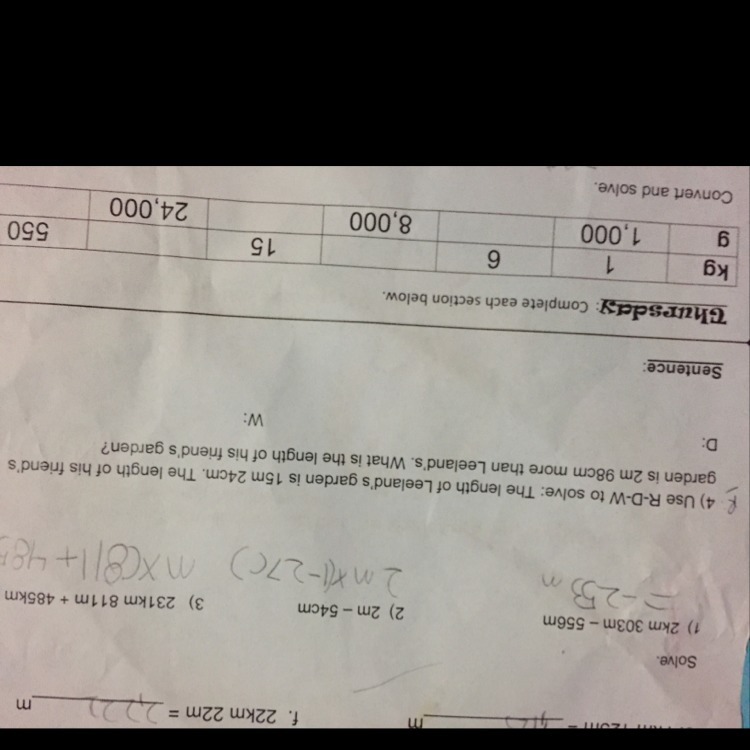 f. 22km 22m = 2,222 m
m
Solve.
1) 2km 303m – 556m
2) 2m – 54cm
3) 231km 811m + 485km
= -253 m
4) Use R-D-W to solve: The length of Leeland's garden is 15m 24cm. The length of his friend's
garden is 2m 98cm more than Leeland's. What is the length of his friend's garden?
D:
W:
Sentence:
Thursday: Complete each section below.
kg 1 6 15 550
g 1,000 8,000 24,000
Convert and solve.